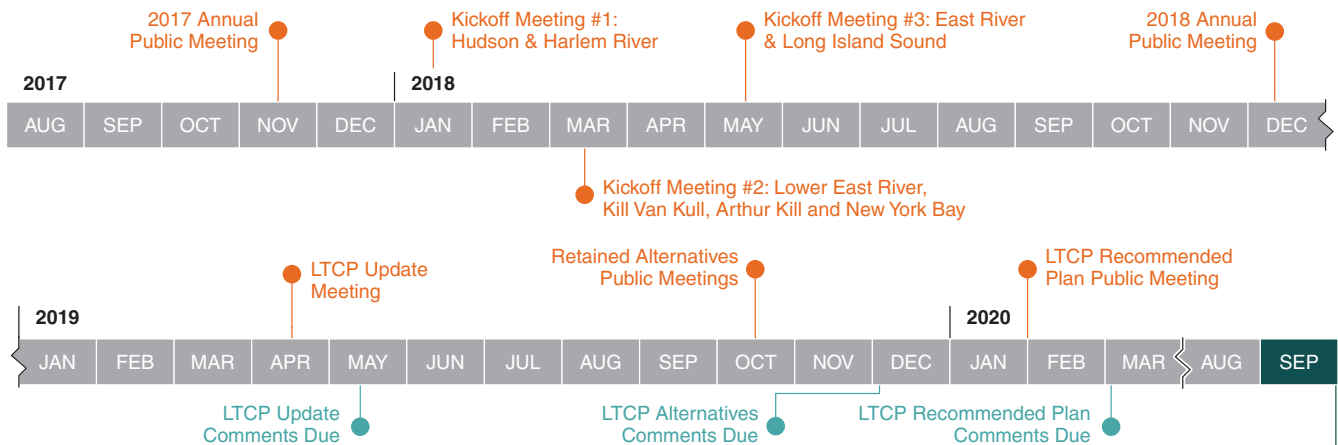 2017 Annual
Public Meeting
Kickoff Meeting #1:
Hudson & Harlem River
Kickoff Meeting #3: East River
& Long Island Sound
2018 Annual
Public Meeting
2017
2018
AUG SEP OCT NOV DEC JAN FEB MAR APR MAY JUN JUL AUG SEP OCT NOV DEC
Kickoff Meeting #2: Lower East River,
Kill Van Kull, Arthur Kill and New York Bay
LTCP Update
Meeting
Retained Alternatives
Public Meetings
LTCP Recommended
Plan Public Meeting
2019
2020
JAN FEB MAR APR MAY JUN JUL AUG SEP OCT NOV DEC JAN FEB MAR AUG SEP
LTCP Update
Comments Due
LTCP Alternatives
Comments Due
LTCP Recommended Plan
Comments Due